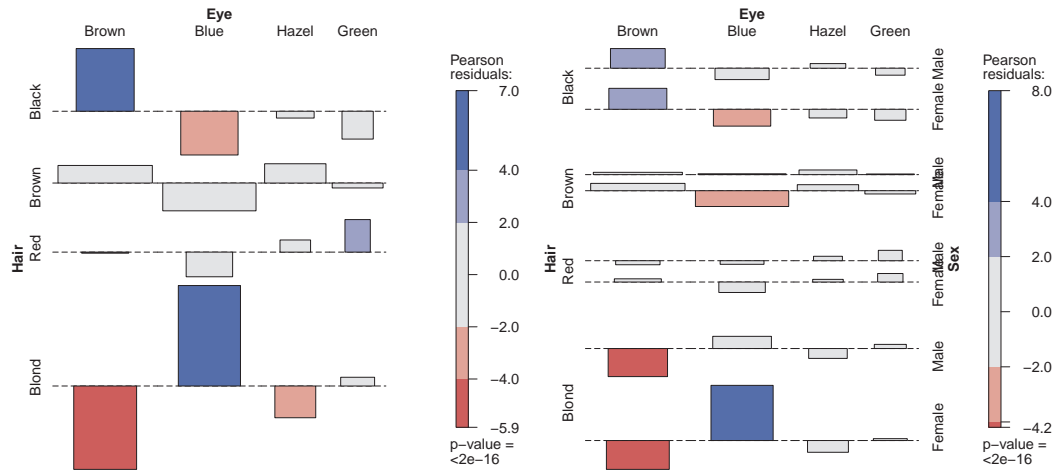 Eye
Brown Blue Hazel Green
Hair
Black
Brown
Red
Blond
Pearson
residuals:
7.0
4.0
2.0
0.0
−2.0
−4.0
−5.9
p−value =
<2e−16
Eye
Brown Blue Hazel Green
Hair
Black
Brown
Red
Blond
Sex
Male
Female
Male
Female
Male
Female
Male
Female
Pearson
residuals:
8.0
4.0
2.0
0.0
−2.0
−4.2
p−value =
<2e−16